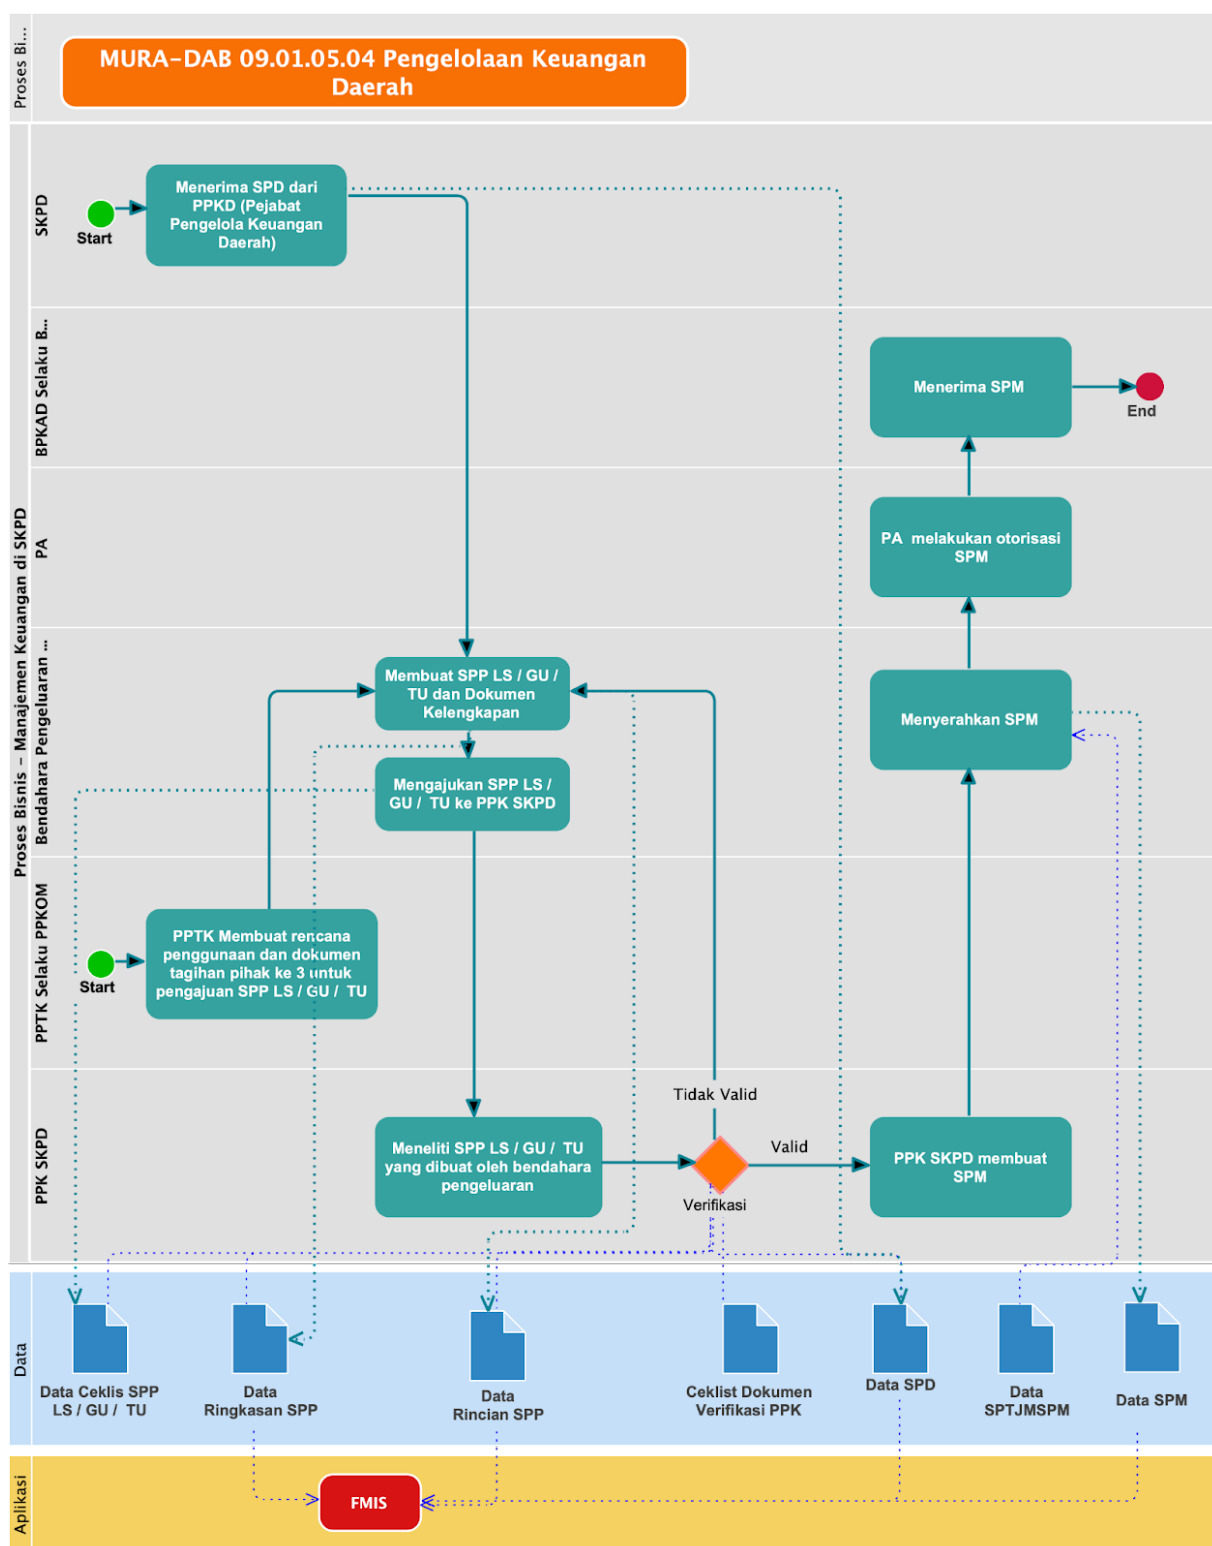 Proses Bi...
MURA-DAB 09.01.05.04 Pengelolaan Keuangan
Daerah
Proses Bisnis - Manajemen Keuangan di SKPD
SKPD
Start
Menerima SPD dari
PPKD (Pejabat
Pengelola Keuangan
Daerah)
BPKAD Selaku B...
Menerima SPM
End
PA
PA melakukan otorisasi
SPM
Bendahara Pengeluaran ...
Membuat SPP LS / GU /
TU dan Dokumen
Kelengkapan
Mengajukan SPP LS /
GU / TU ke PPK SKPD
Menyerahkan SPM
PPTK Selaku PPKOM
Start
PPTK Membuat rencana
penggunaan dan dokumen
tagihan pihak ke 3 untuk
pengajuan SPP LS / GU / TU
PPK SKPD
Meneliti SPP LS / GU / TU
yang dibuat oleh bendahara
pengeluaran
Tidak Valid
Valid
Verifikasi
PPK SKPD membuat
SPM
Data
Data Ceklis SPP
LS / GU / TU
Data
Ringkasan SPP
Data
Rincian SPP
Ceklist Dokumen
Verifikasi PPK
Data SPD
Data
SPTJMSPM
Data SPM
Aplikasi
FMIS